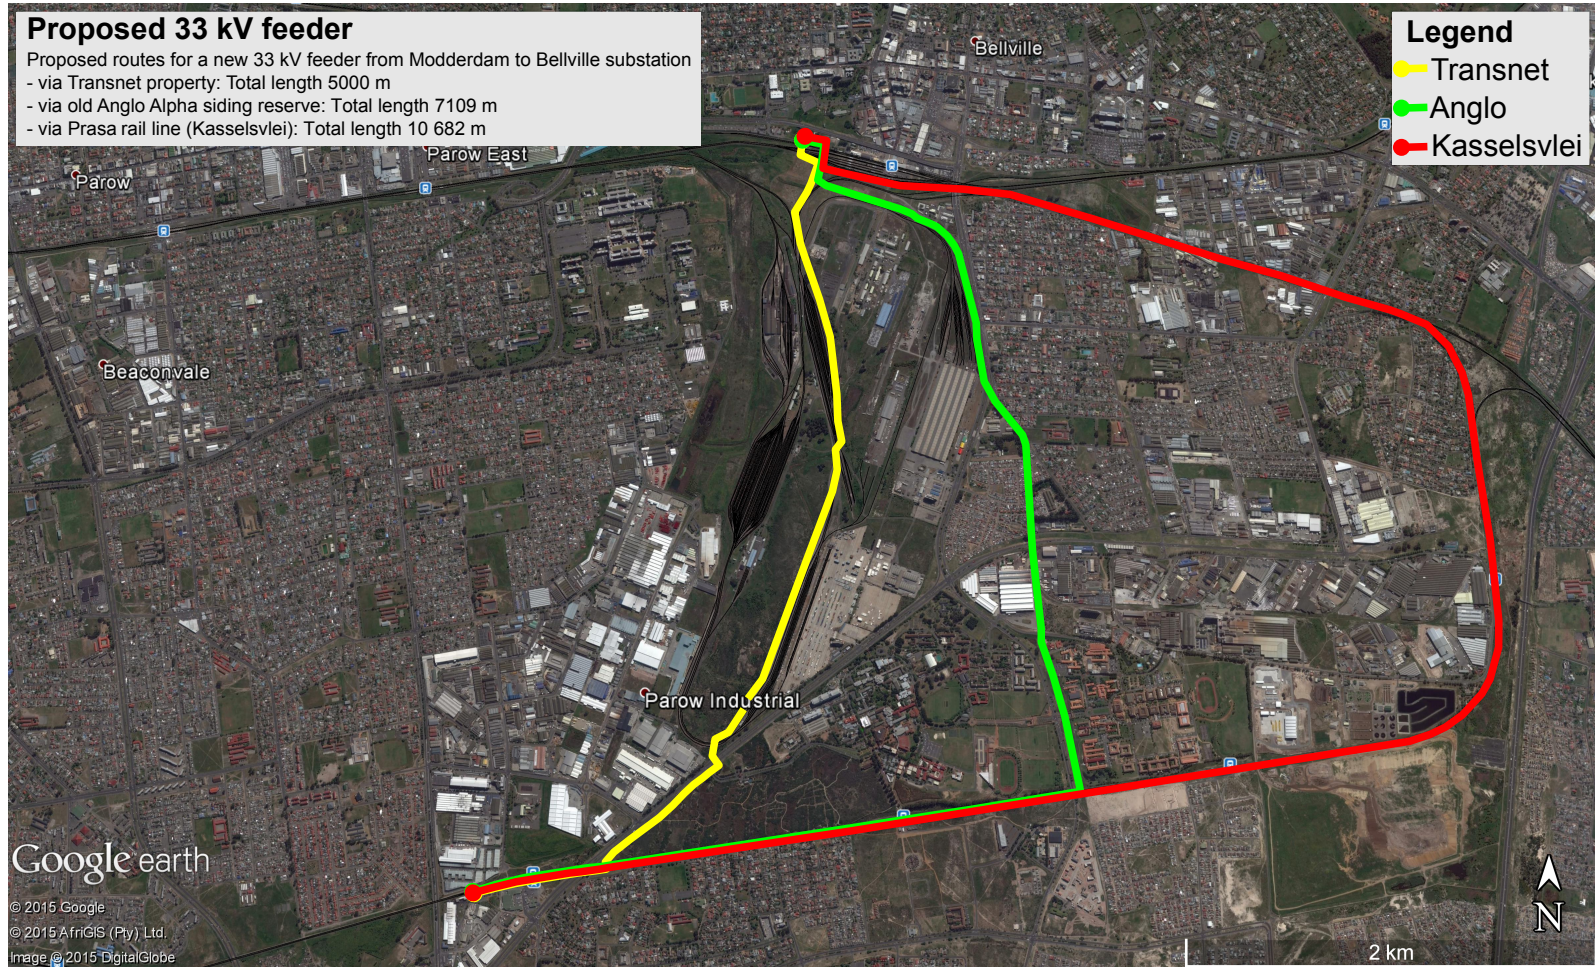 Proposed 33 kV feeder
Proposed routes for a new 33 kV feeder from Modderdam to Bellville substation
- via Transnet property: Total length 5000 m
- via old Anglo Alpha siding reserve: Total length 7109 m
- via Prasa rail line (Kasselsvlei): Total length 10 682 m
Legend
Transnet
Anglo
Kasselsvlei
Bellville
Parow East
Parow
Beaconvale
Parow Industrial
Google earth
© 2015 Google
© 2015 AfriGIS (Pty) Ltd.
Image © 2015 DigitalGlobe
N
2 km